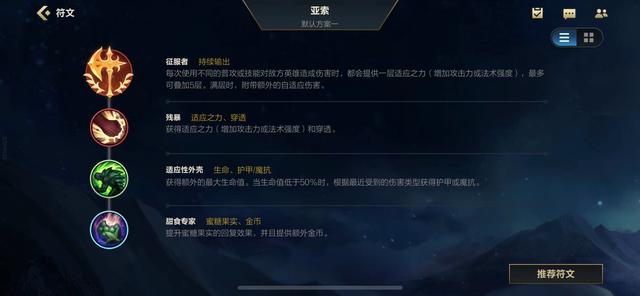 符文
亚索
默认方案一
征服者 持续输出
每次使用不同的普攻或技能对敌方英雄造成伤害时，都会提供一层适应之力（增加攻击力或法术强度），最多
可叠加5层。满层时，附带额外的自适应伤害。
残暴 适应之力、穿透
获得适应之力（增加攻击力或法术强度）和穿透。
适应性外壳 生命、护甲/魔抗
获得额外的最大生命值。当生命值低于50%时，根据最近受到的伤害类型获得护甲或魔抗。
甜食专家 蜜糖果实、金币
提升蜜糖果实的回复效果，并且提供额外金币。
推荐符文